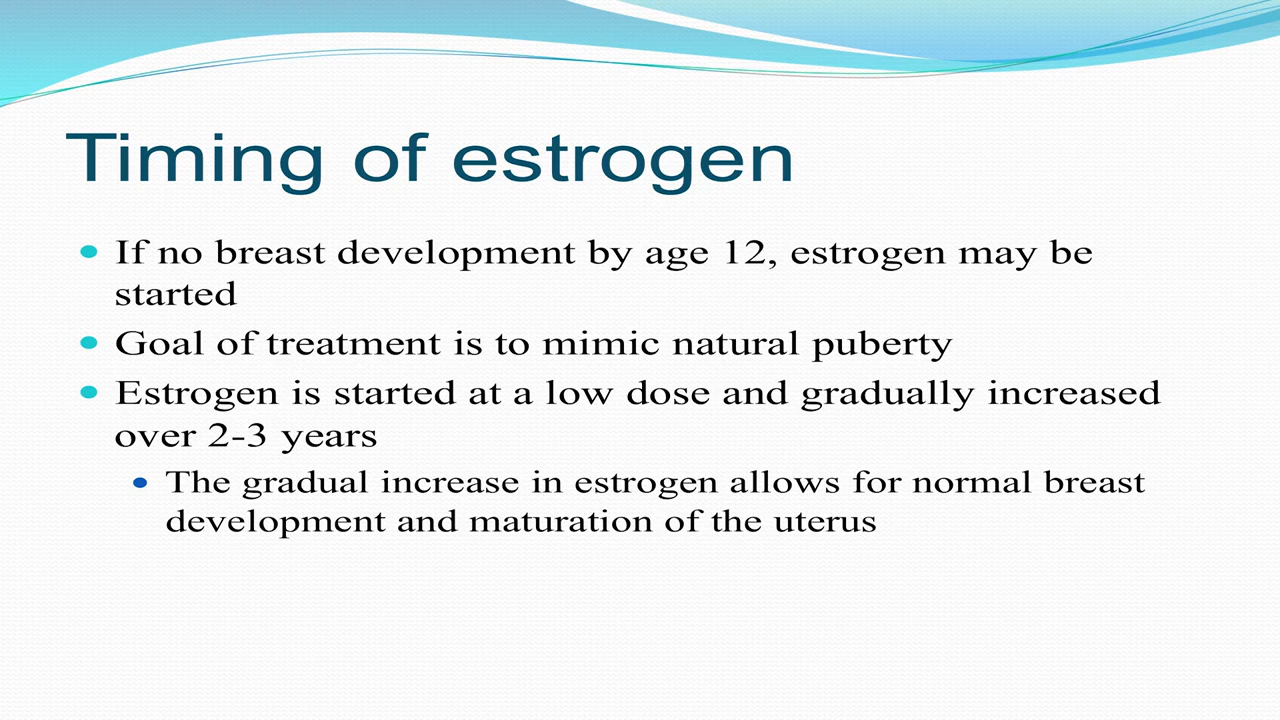 Timing of estrogen
• If no breast development by age 12, estrogen may be
started
• Goal of treatment is to mimic natural puberty
• Estrogen is started at a low dose and gradually increased
over 2-3 years
• The gradual increase in estrogen allows for normal breast
development and maturation of the uterus